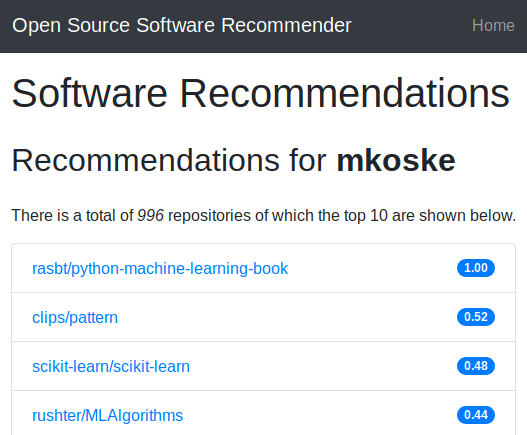 Open Source Software Recommender Home
Software Recommendations
Recommendations for mkoske
There is a total of 996 repositories of which the top 10 are shown below.
rasbt/python-machine-learning-book 1.00
clips/pattern 0.52
scikit-learn/scikit-learn 0.48
rushter/MLAlgorithms 0.44